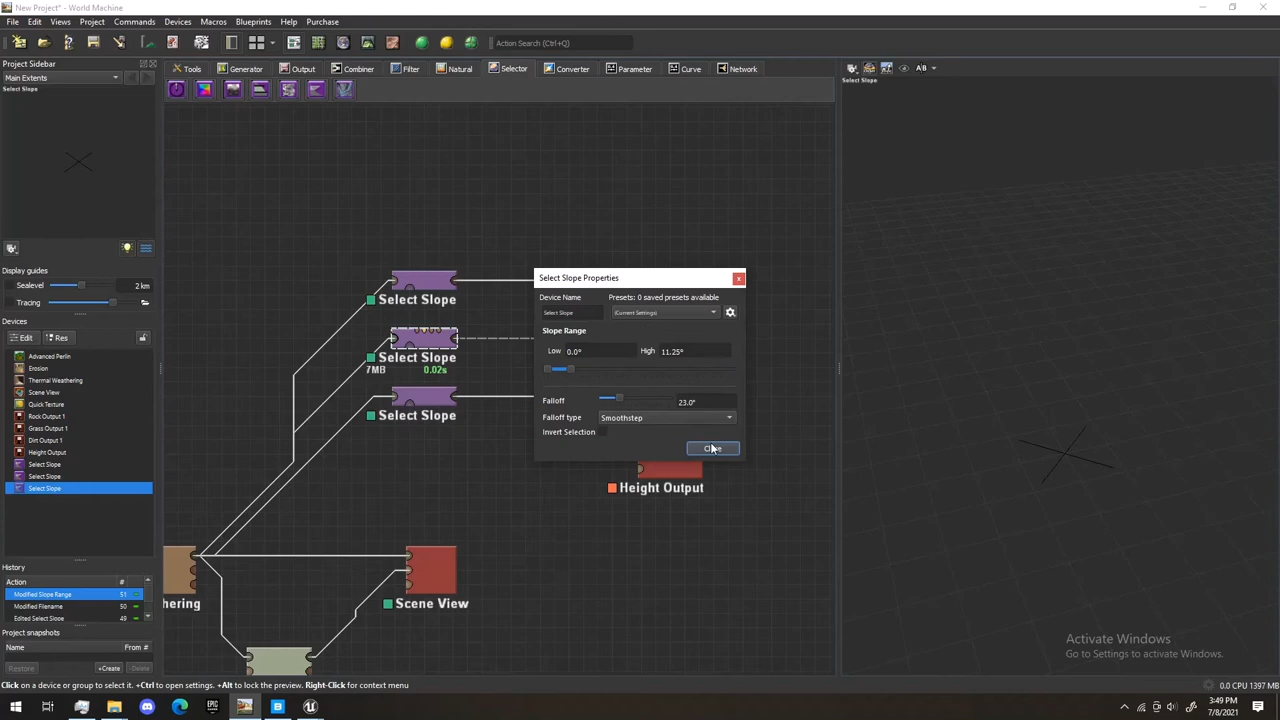 New Project* - World Machine
File Edit Views Project Commands Devices Macros Blueprints Help Purchase
Action Search (Ctrl+Q)
Project Sidebar
Main Extents
Select Slope
Tools Generator Output Combiner Filter Natural Selector Converter Parameter Curve Network
Select Slope
Display guides
Sealevel 2 km
Tracing
Devices
Edit Res
Advanced Perlin
Erosion
Thermal Weathering
Scene View
Quick Texture
Rock Output 1
Grass Output 1
Dirt Output 1
Height Output
Select Slope
Select Slope
Select Slope
History
Action #
Modified Slope Range 51
Modified Filename 50
Edited Select Slope 49
Project snapshots
Name From #
Restore +Create -Delete
Select Slope
Select Slope
7MB 0.02s
Select Slope
Height Output
hering
Scene View
Select Slope Properties
x
Device Name Presets: 0 saved presets available
Select Slope (Current Settings)
Slope Range
Low 0.0° High 11.25°
Falloff 23.0°
Falloff type Smoothstep
Invert Selection
Close
Activate Windows
Go to Settings to activate Windows.
Click on a device or group to select it. +Ctrl to open settings. +Alt to lock the preview. Right-Click for context menu
0.0 CPU 1397 MB
3:49 PM
7/8/2021